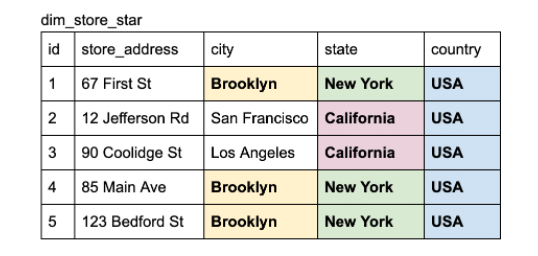 dim_store_star
id store_address city state country
1 67 First St Brooklyn New York USA
2 12 Jefferson Rd San Francisco California USA
3 90 Coolidge St Los Angeles California USA
4 85 Main Ave Brooklyn New York USA
5 123 Bedford St Brooklyn New York USA